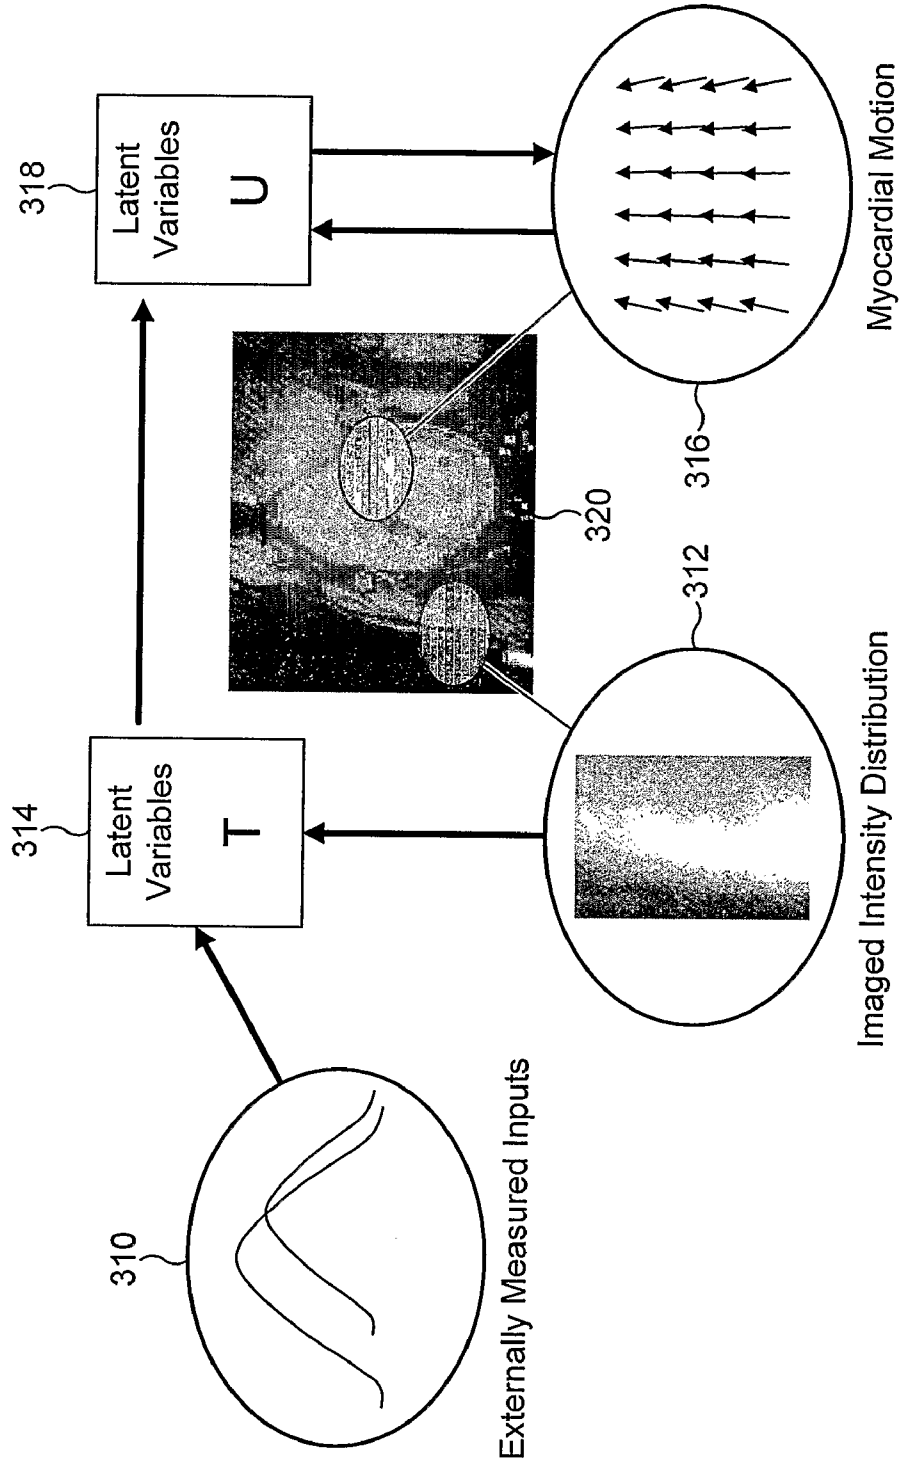 314
Latent
Variables
T
318
Latent
Variables
U
310
Externally Measured Inputs
320
312
Imaged Intensity Distribution
316
Myocardial Motion